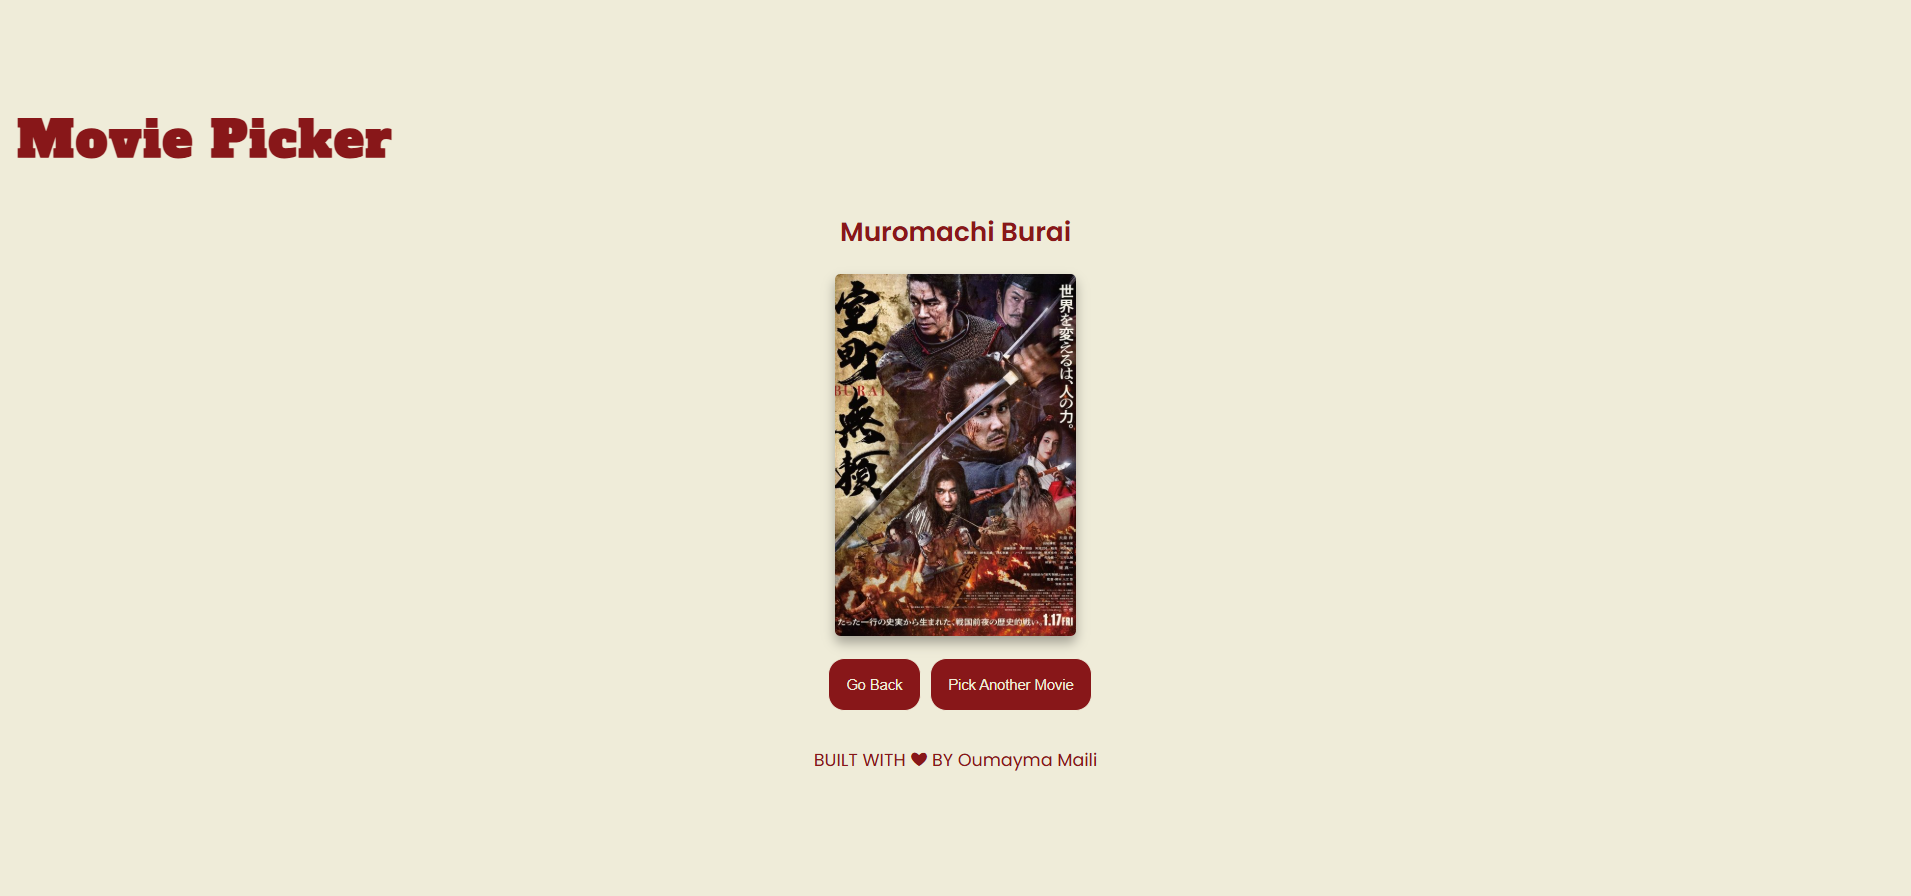 Movie Picker
Muromachi Burai
室町無頼
BURAI
世界を変えるは、人の力。
たった一行の史実から生まれた、戦国前夜の歴史的戦い。
1.17FRI
Go Back
Pick Another Movie
BUILT WITH ♥ BY Oumayma Maili